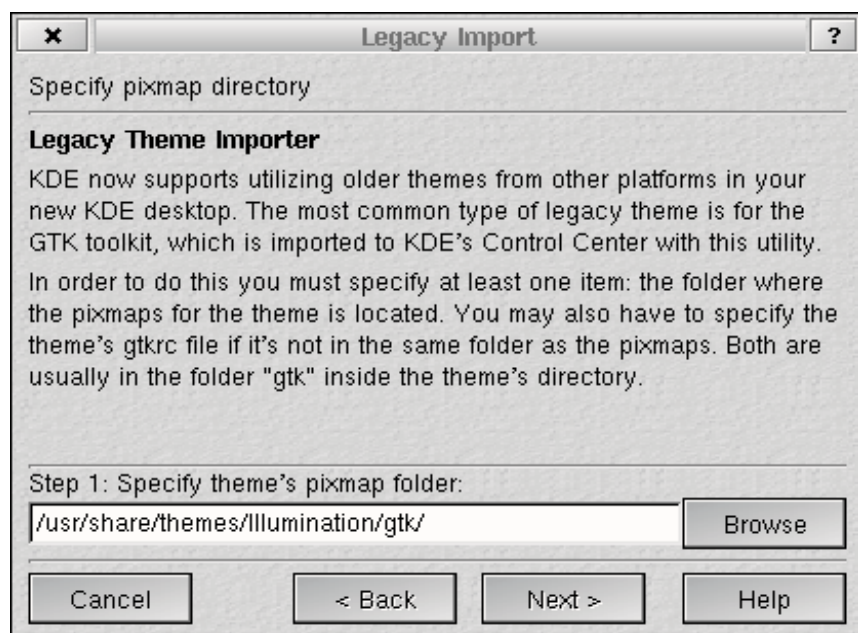 Legacy Import
?
Specify pixmap directory
Legacy Theme Importer
KDE now supports utilizing older themes from other platforms in your
new KDE desktop. The most common type of legacy theme is for the
GTK toolkit, which is imported to KDE's Control Center with this utility.
In order to do this you must specify at least one item: the folder where
the pixmaps for the theme is located. You may also have to specify the
theme's gtkrc file if it's not in the same folder as the pixmaps. Both are
usually in the folder "gtk" inside the theme's directory.
Step 1: Specify theme's pixmap folder:
/usr/share/themes/Illumination/gtk/
Browse
Cancel
< Back
Next >
Help